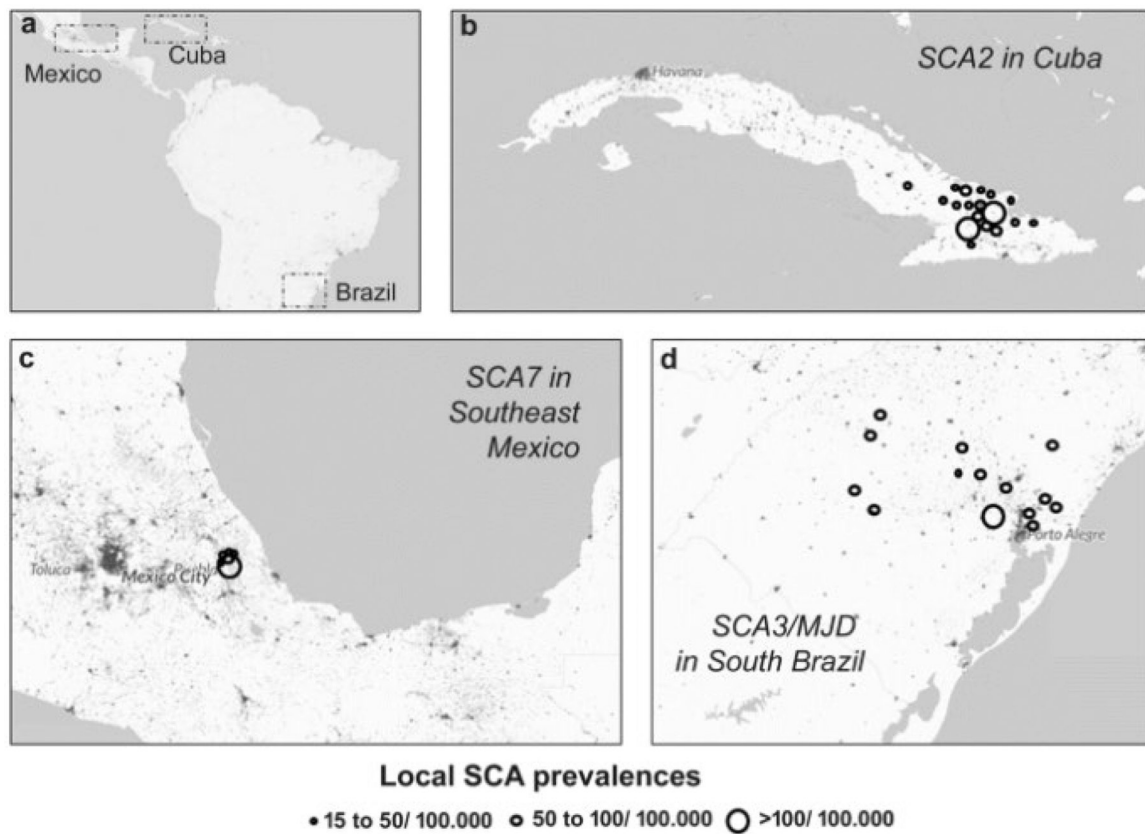 a
Mexico
Cuba
Brazil
b
SCA2 in Cuba
Havana
c
SCA7 in
Southeast
Mexico
Toluca
Mexico City
d
Porto Alegre
SCA3/MJD
in South Brazil
Local SCA prevalences
15 to 50/ 100.000 50 to 100/ 100.000 >100/ 100.000